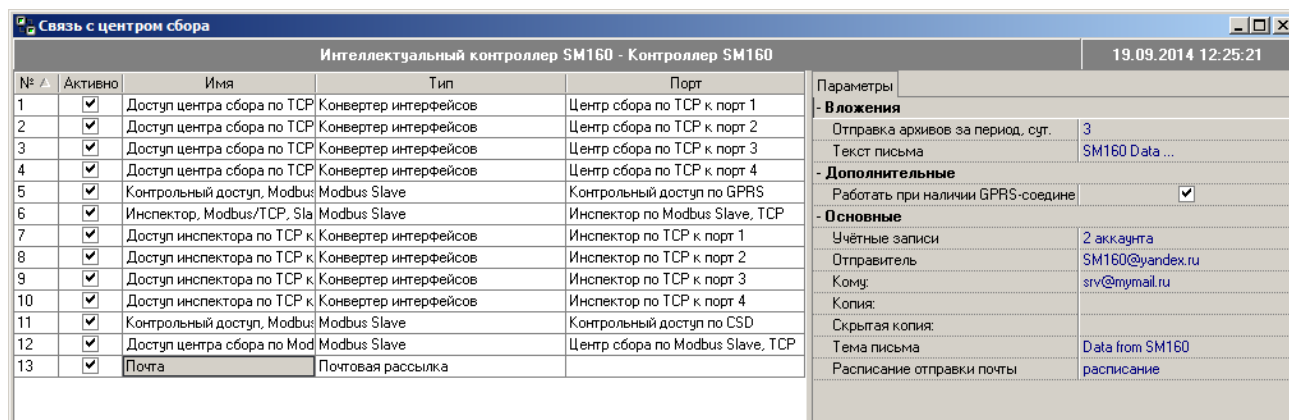 Связь с центром сбора
Интеллектуальный контроллер SM160 - Контроллер SM160 19.09.2014 12:25:21
№ Активно Имя Тип Порт
1 Доступ центра сбора по TCP Конвертер интерфейсов Центр сбора по TCP к порт 1
2 Доступ центра сбора по TCP Конвертер интерфейсов Центр сбора по TCP к порт 2
3 Доступ центра сбора по TCP Конвертер интерфейсов Центр сбора по TCP к порт 3
4 Доступ центра сбора по TCP Конвертер интерфейсов Центр сбора по TCP к порт 4
5 Контрольный доступ, Modbus Modbus Slave Контрольный доступ по GPRS
6 Инспектор, Modbus/TCP, Sla Modbus Slave Инспектор по Modbus Slave, TCP
7 Доступ инспектора по TCP к Конвертер интерфейсов Инспектор по TCP к порт 1
8 Доступ инспектора по TCP к Конвертер интерфейсов Инспектор по TCP к порт 2
9 Доступ инспектора по TCP к Конвертер интерфейсов Инспектор по TCP к порт 3
10 Доступ инспектора по TCP к Конвертер интерфейсов Инспектор по TCP к порт 4
11 Контрольный доступ, Modbus Modbus Slave Контрольный доступ по CSD
12 Доступ центра сбора по Mod Modbus Slave Центр сбора по Modbus Slave, TCP
13 Почта Почтовая рассылка
Параметры
- Вложения
Отправка архивов за период, сут. 3
Текст письма SM160 Data ...
- Дополнительные
Работать при наличии GPRS-соедине
- Основные
Учётные записи 2 аккаунта
Отправитель SM160@yandex.ru
Кому: srv@mymail.ru
Копия:
Скрытая копия:
Тема письма Data from SM160
Расписание отправки почты расписание